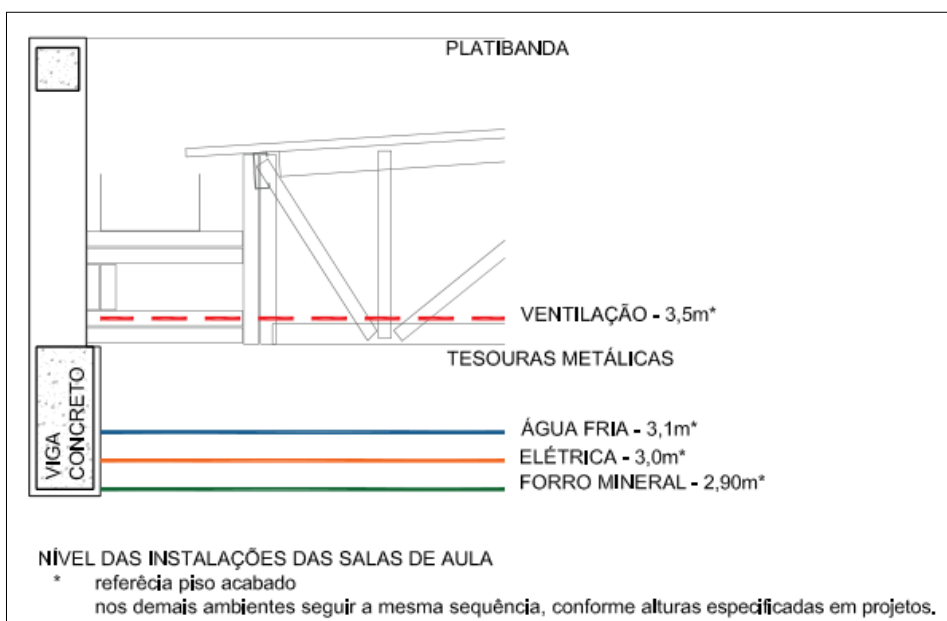 PLATIBANDA
VENTILAÇÃO - 3,5m*
TESOURAS METÁLICAS
VIGA
CONCRETO
ÁGUA FRIA - 3,1m*
ELÉTRICA - 3,0m*
FORRO MINERAL - 2,90m*
NÍVEL DAS INSTALAÇÕES DAS SALAS DE AULA
* referêcia piso acabado
nos demais ambientes seguir a mesma sequência, conforme alturas especificadas em projetos.